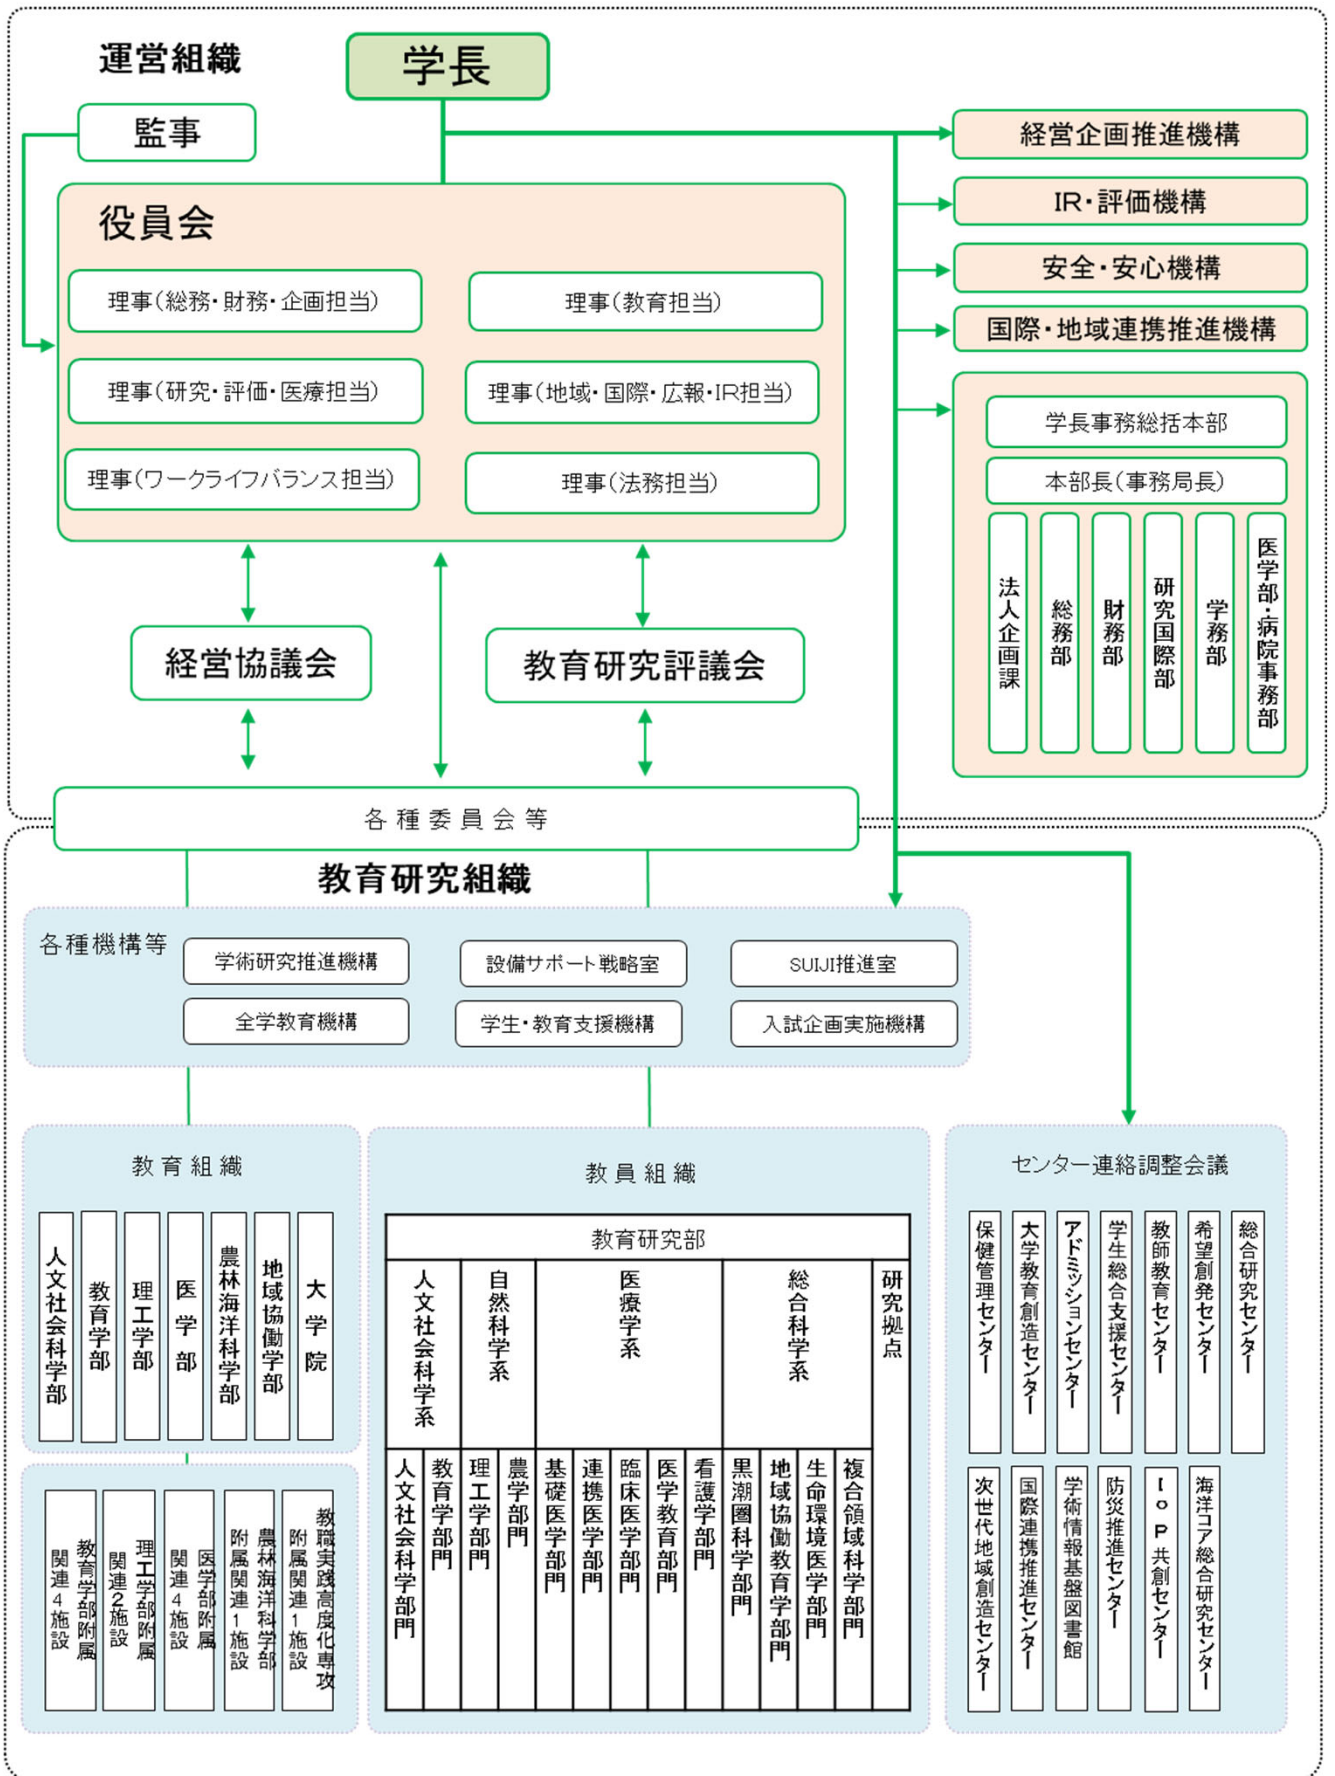 運営組織
学長
監事
役員会
理事(総務・財務・企画担当)
理事(教育担当)
理事(研究・評価・医療担当)
理事(地域・国際・広報・IR担当)
理事(ワークライフバランス担当)
理事(法務担当)
経営企画推進機構
IR・評価機構
安全・安心機構
国際・地域連携推進機構
学長事務総括本部
本部長(事務局長)
法人企画課
総務部
財務部
研究国際部
学務部
医学部・病院事務部
経営協議会
教育研究評議会
各種委員会等
教育研究組織
各種機構等
学術研究推進機構
設備サポート戦略室
SUIJI推進室
全学教育機構
学生・教育支援機構
入試企画実施機構
教育組織
人文社会科学部
教育学部
理工学部
医学部
農林海洋科学部
地域協働学部
大学院
教育学部附属
関連4施設
理工学部附属
関連2施設
医学部附属
関連4施設
農林海洋科学部
附属関連1施設
教職実践高度化専攻
附属関連1施設
教員組織
教育研究部
人文社会科学系
自然科学系
医療学系
総合科学系
研究拠点
人文社会科学部門
教育学部門
理工学部門
農学部門
基礎医学部門
連携医学部門
臨床医学部門
医学教育部門
看護学部門
黒潮圏科学部門
地域協働教育学部門
生命環境医学部門
複合領域科学部門
センター連絡調整会議
保健管理センター
大学教育創造センター
アドミッションセンター
学生総合支援センター
教師教育センター
希望創発センター
総合研究センター
次世代地域創造センター
国際連携推進センター
学術情報基盤図書館
防災推進センター
IoP共創センター
海洋コア総合研究センター